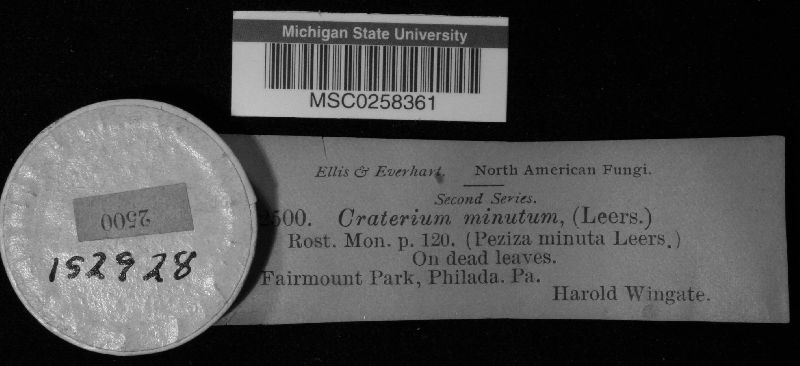 Michigan State University
MSC0258361
Ellis & Everhart. North American Fungi.
Second Series.
2500. Craterium minutum, (Leers.)
Rost. Mon. p. 120. (Peziza minuta Leers.)
On dead leaves.
Fairmount Park, Philada. Pa.
Harold Wingate.
2500
152928